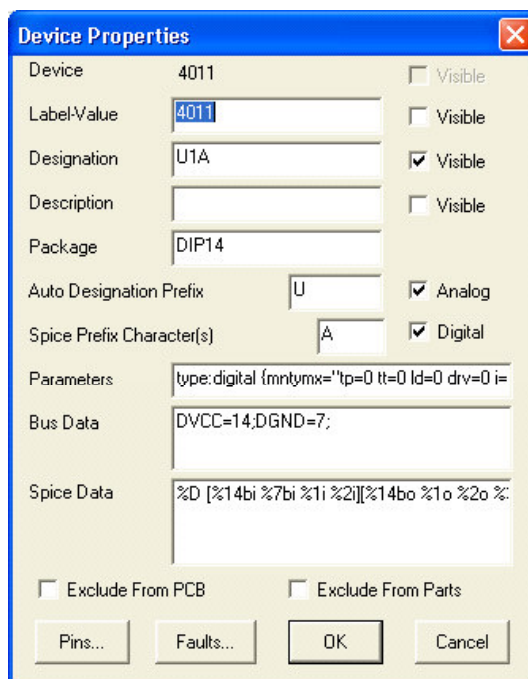 Device Properties
Device 4011 Visible
Label-Value 4011 Visible
Designation U1A Visible
Description Visible
Package DIP14
Auto Designation Prefix U Analog
Spice Prefix Character(s) A Digital
Parameters type:digital {mntymx="tp=0 tt=0 ld=0 drv=0 i=
Bus Data DVCC=14;DGND=7;
Spice Data %D [%14bi %7bi %1i %2i][%14bo %1o %2o
Exclude From PCB Exclude From Parts
Pins... Faults... OK Cancel